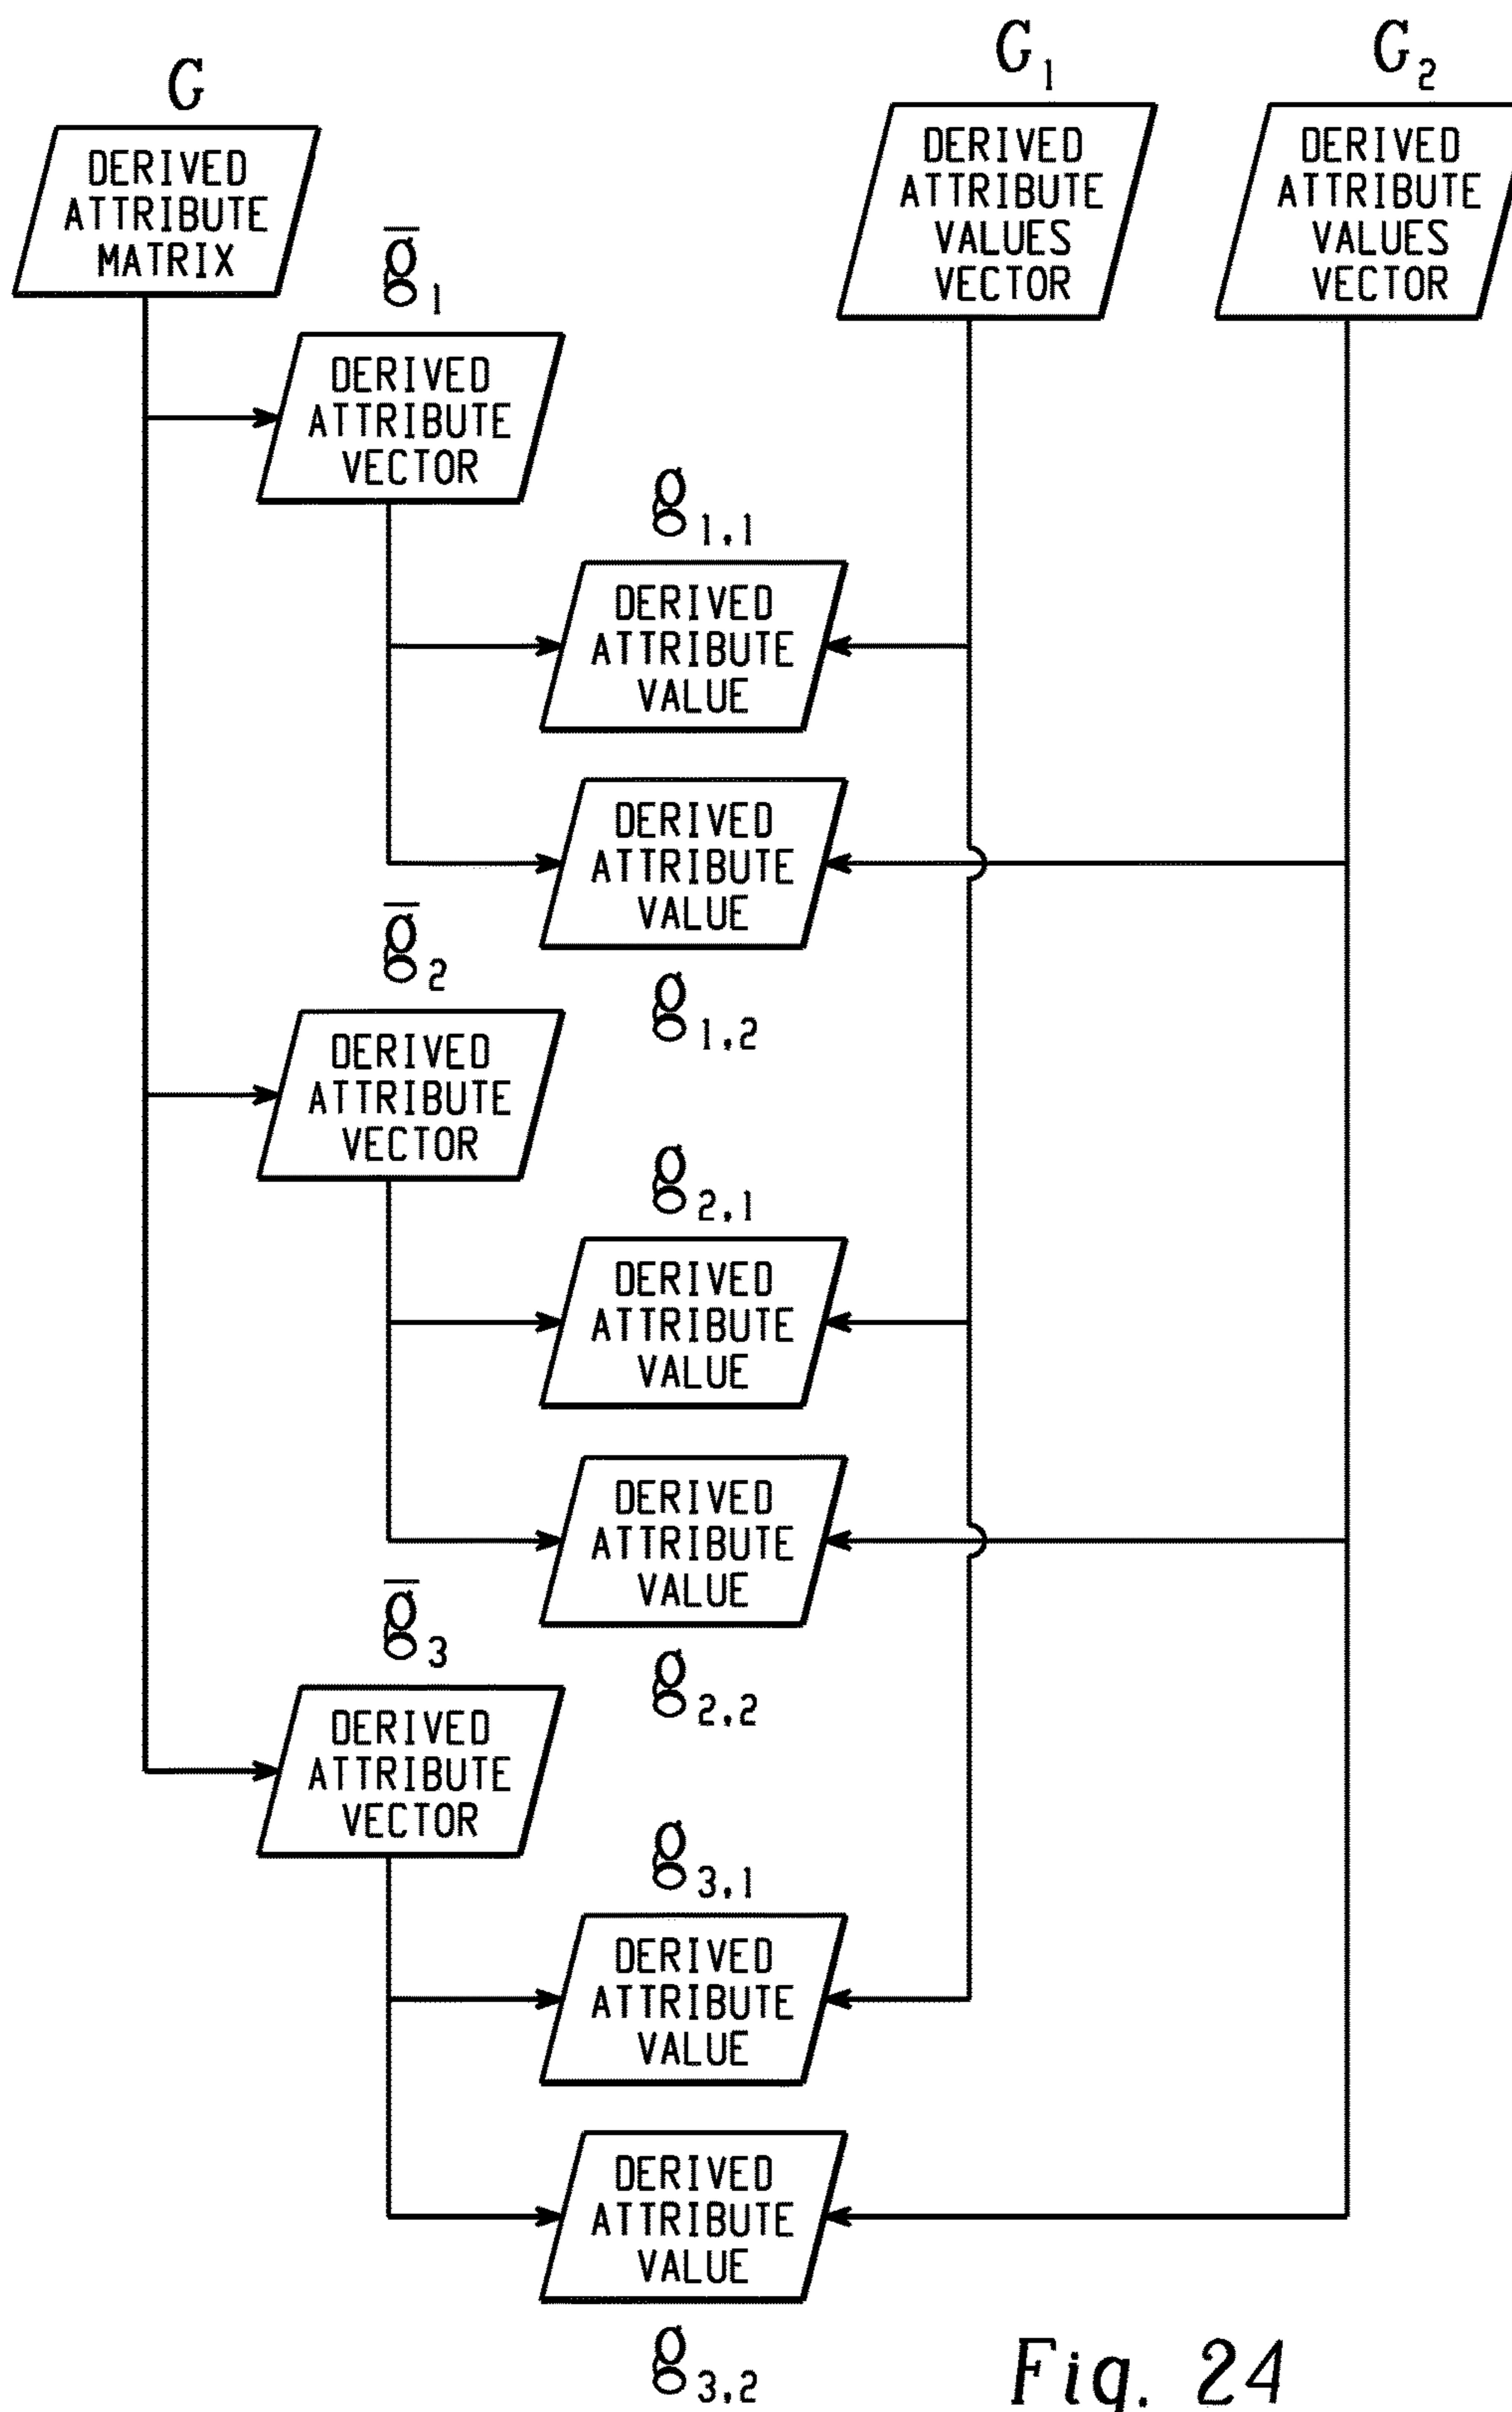 G
DERIVED
ATTRIBUTE
MATRIX
G1
DERIVED
ATTRIBUTE
VALUES
VECTOR
G2
DERIVED
ATTRIBUTE
VALUES
VECTOR
g̅1
DERIVED
ATTRIBUTE
VECTOR
g1,1
DERIVED
ATTRIBUTE
VALUE
DERIVED
ATTRIBUTE
VALUE
g1,2
g̅2
DERIVED
ATTRIBUTE
VECTOR
g2,1
DERIVED
ATTRIBUTE
VALUE
DERIVED
ATTRIBUTE
VALUE
g2,2
g̅3
DERIVED
ATTRIBUTE
VECTOR
g3,1
DERIVED
ATTRIBUTE
VALUE
DERIVED
ATTRIBUTE
VALUE
g3,2
Fig. 24